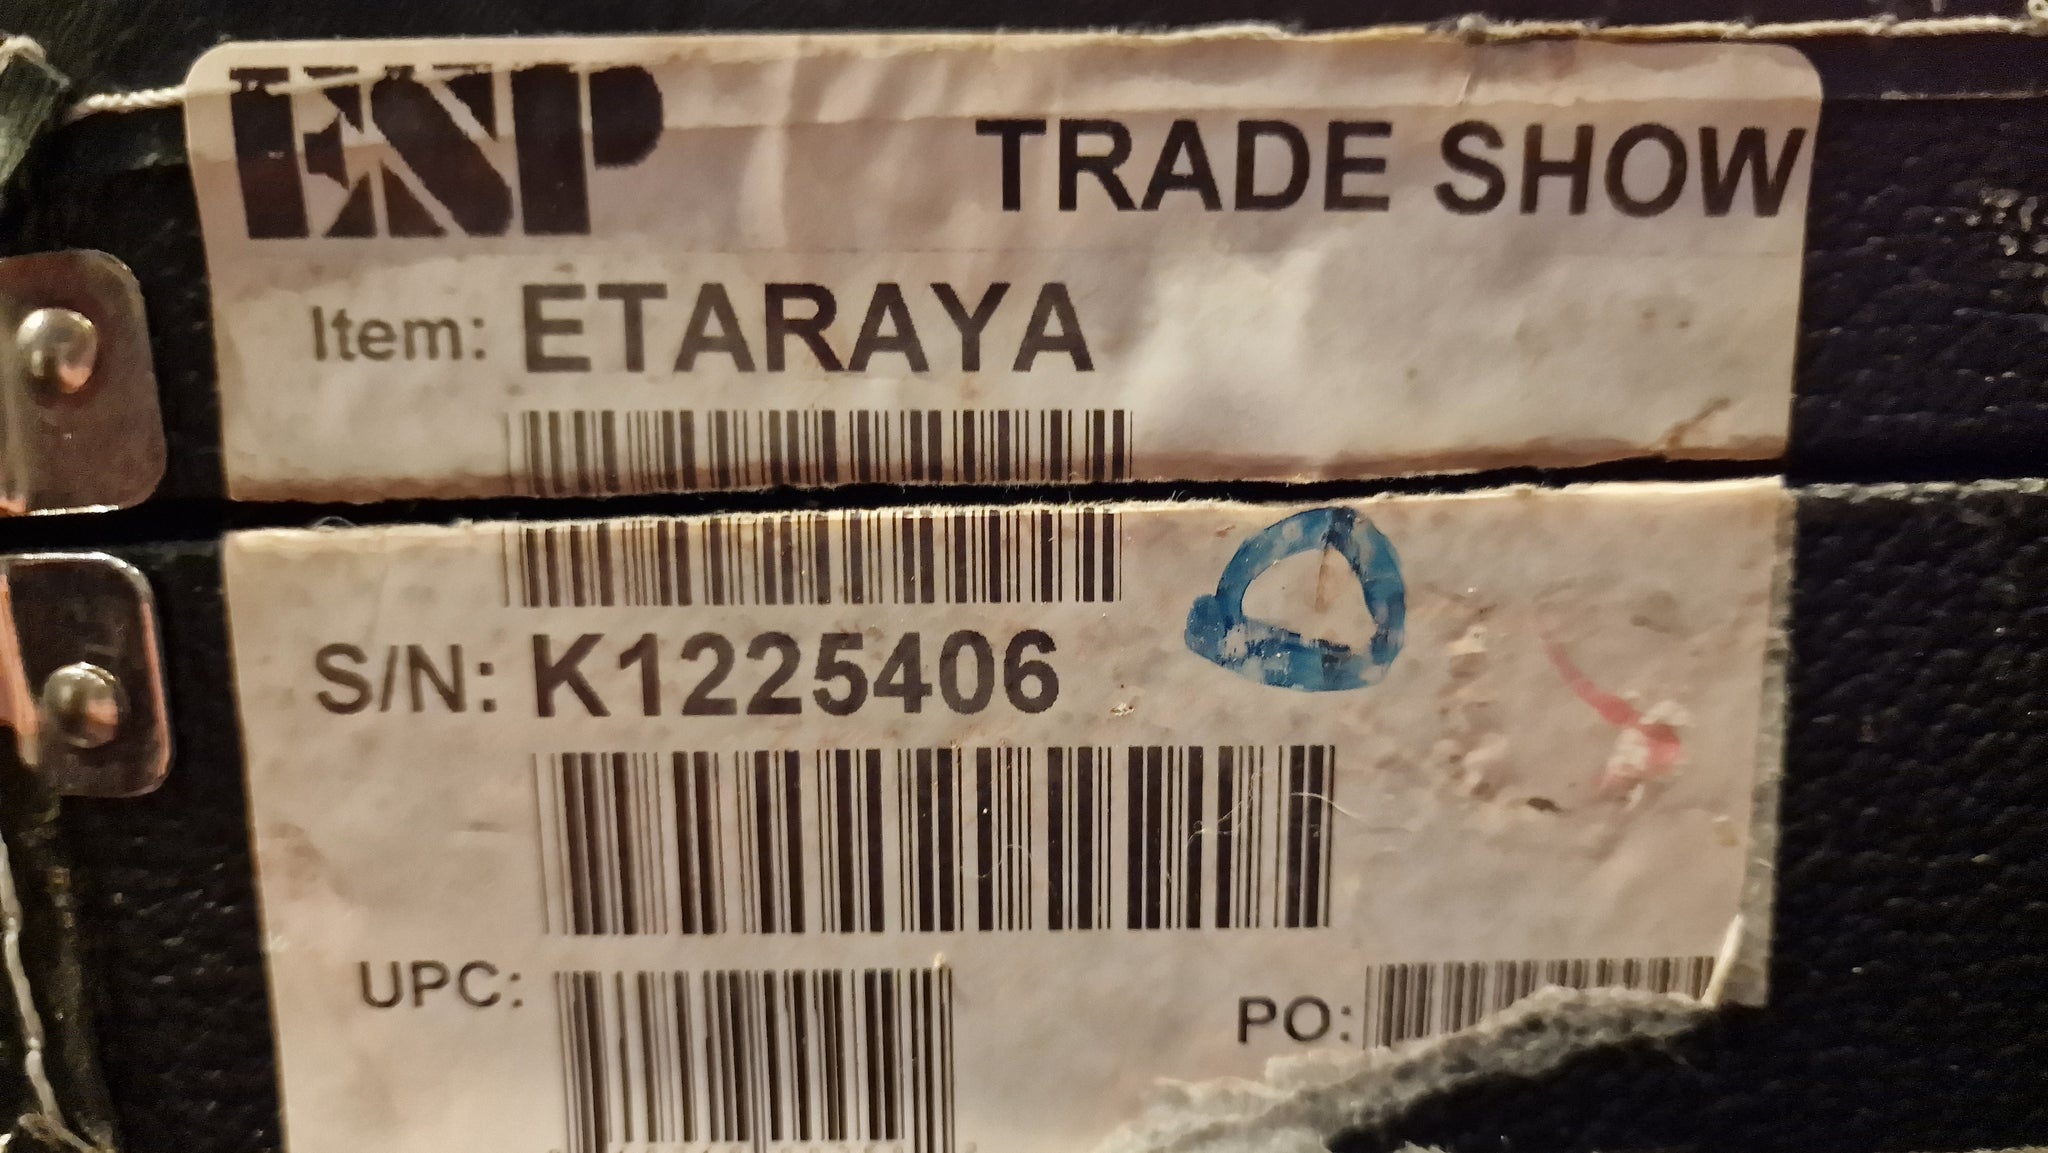 ESP
TRADE SHOW
Item: ETARAYA
S/N: K1225406
UPC:
PO: